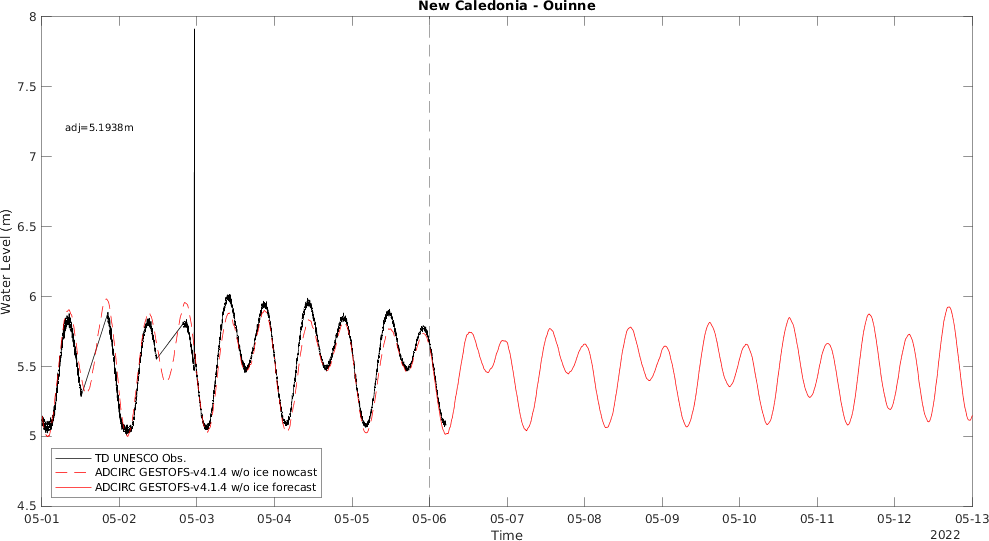 New Caledonia - Ouinne
8
7.5
7
6.5
6
5.5
5
4.5
Water Level (m)
adj=5.1938m
TD UNESCO Obs.
ADCIRC GESTOFS-v4.1.4 w/o ice nowcast
ADCIRC GESTOFS-v4.1.4 w/o ice forecast
05-01 05-02 05-03 05-04 05-05 05-06 05-07 05-08 05-09 05-10 05-11 05-12 05-13
Time
2022